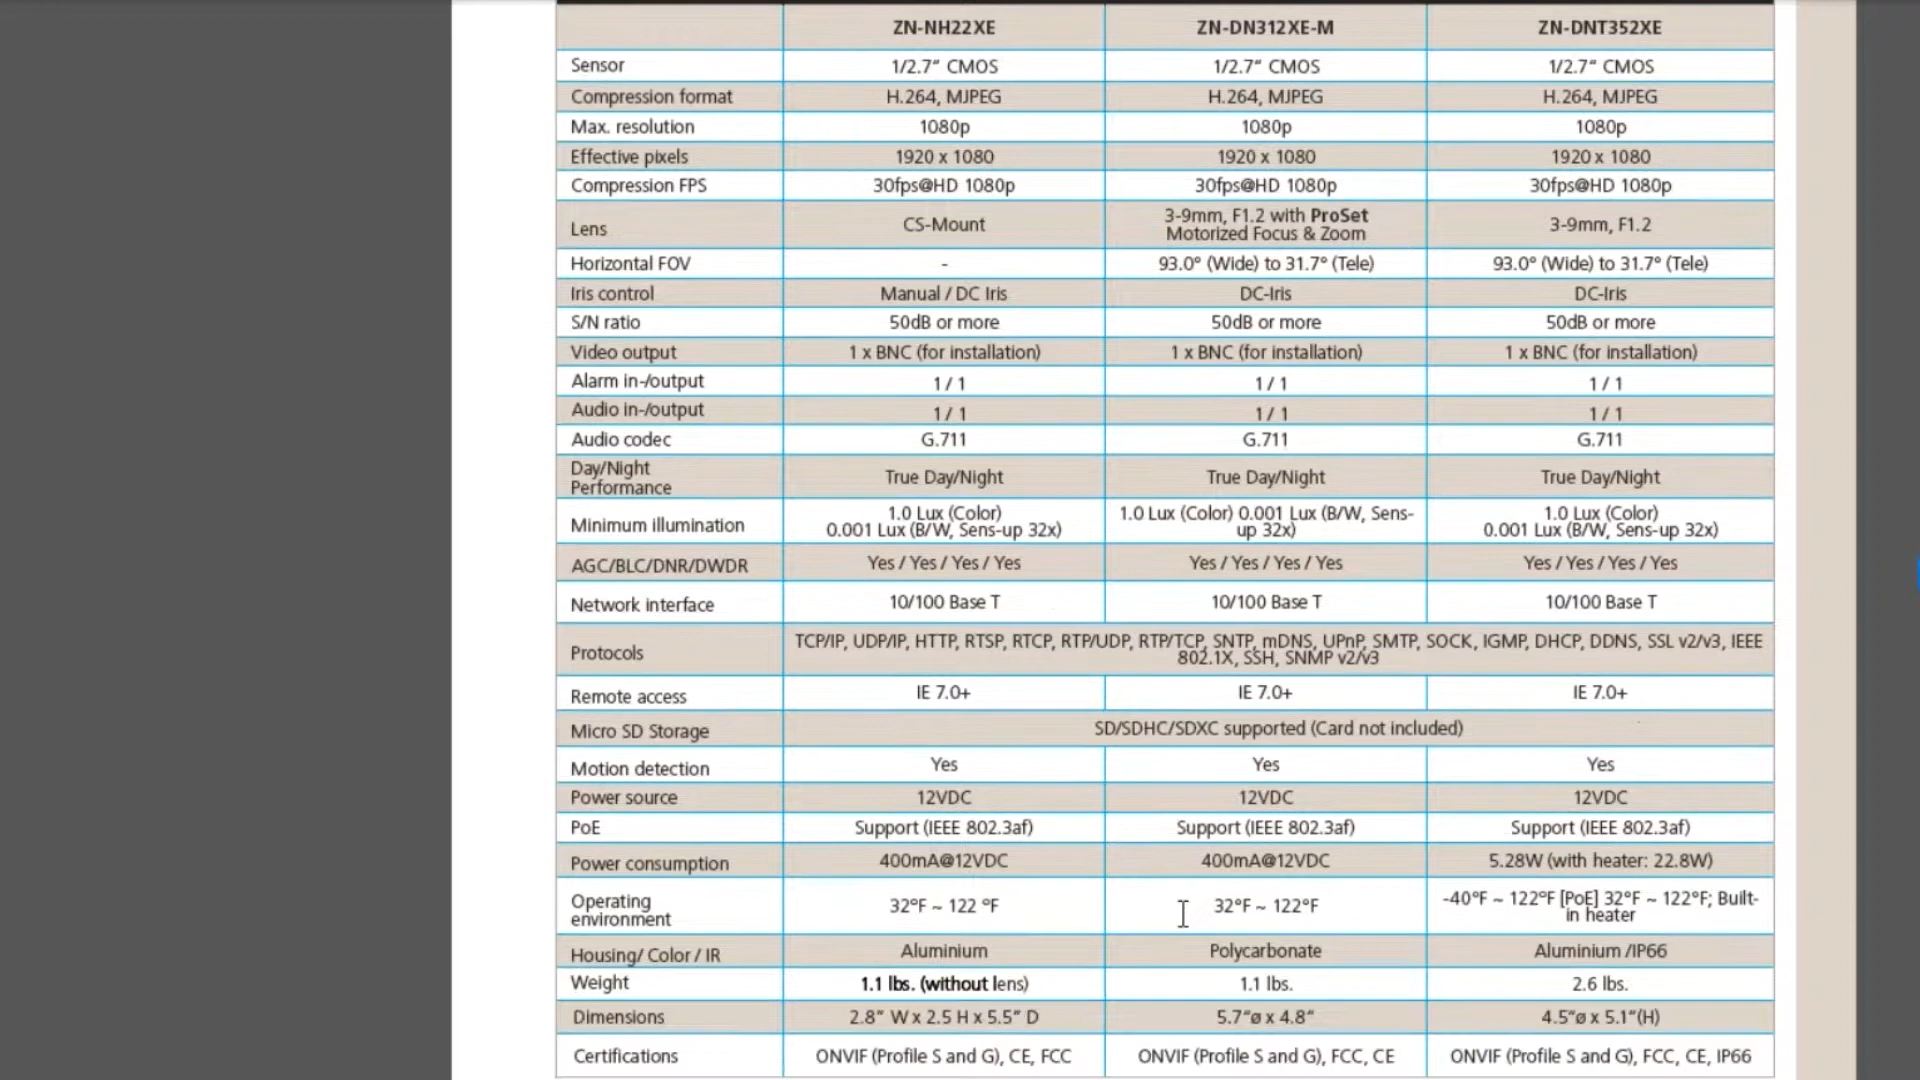 ZN-NH22XE ZN-DN312XE-M ZN-DNT352XE
Sensor 1/2.7" CMOS 1/2.7" CMOS 1/2.7" CMOS
Compression format H.264, MJPEG H.264, MJPEG H.264, MJPEG
Max. resolution 1080p 1080p 1080p
Effective pixels 1920 x 1080 1920 x 1080 1920 x 1080
Compression FPS 30fps@HD 1080p 30fps@HD 1080p 30fps@HD 1080p
Lens CS-Mount 3-9mm, F1.2 with ProSet
Motorized Focus & Zoom 3-9mm, F1.2
Horizontal FOV - 93.0° (Wide) to 31.7° (Tele) 93.0° (Wide) to 31.7° (Tele)
Iris control Manual / DC Iris DC-Iris DC-Iris
S/N ratio 50dB or more 50dB or more 50dB or more
Video output 1 x BNC (for installation) 1 x BNC (for installation) 1 x BNC (for installation)
Alarm in-/output 1 / 1 1 / 1 1 / 1
Audio in-/output 1 / 1 1 / 1 1 / 1
Audio codec G.711 G.711 G.711
Day/Night
Performance True Day/Night True Day/Night True Day/Night
Minimum illumination 1.0 Lux (Color)
0.001 Lux (B/W, Sens-up 32x) 1.0 Lux (Color) 0.001 Lux (B/W, Sens-
up 32x) 1.0 Lux (Color)
0.001 Lux (B/W, Sens-up 32x)
AGC/BLC/DNR/DWDR Yes / Yes / Yes / Yes Yes / Yes / Yes / Yes Yes / Yes / Yes / Yes
Network interface 10/100 Base T 10/100 Base T 10/100 Base T
Protocols TCP/IP, UDP/IP, HTTP, RTSP, RTCP, RTP/UDP, RTP/TCP, SNTP, mDNS, UPnP, SMTP, SOCK, IGMP, DHCP, DDNS, SSL v2/v3, IEEE
802.1X, SSH, SNMP v2/v3
Remote access IE 7.0+ IE 7.0+ IE 7.0+
Micro SD Storage SD/SDHC/SDXC supported (Card not included)
Motion detection Yes Yes Yes
Power source 12VDC 12VDC 12VDC
PoE Support (IEEE 802.3af) Support (IEEE 802.3af) Support (IEEE 802.3af)
Power consumption 400mA@12VDC 400mA@12VDC 5.28W (with heater: 22.8W)
Operating
environment 32°F ~ 122 °F 32°F ~ 122°F -40°F ~ 122°F [PoE] 32°F ~ 122°F; Built-
in heater
Housing/ Color / IR Aluminium Polycarbonate Aluminium /IP66
Weight 1.1 lbs. (without lens) 1.1 lbs. 2.6 lbs.
Dimensions 2.8" W x 2.5 H x 5.5" D 5.7"ø x 4.8" 4.5"ø x 5.1"(H)
Certifications ONVIF (Profile S and G), CE, FCC ONVIF (Profile S and G), FCC, CE ONVIF (Profile S and G), FCC, CE, IP66